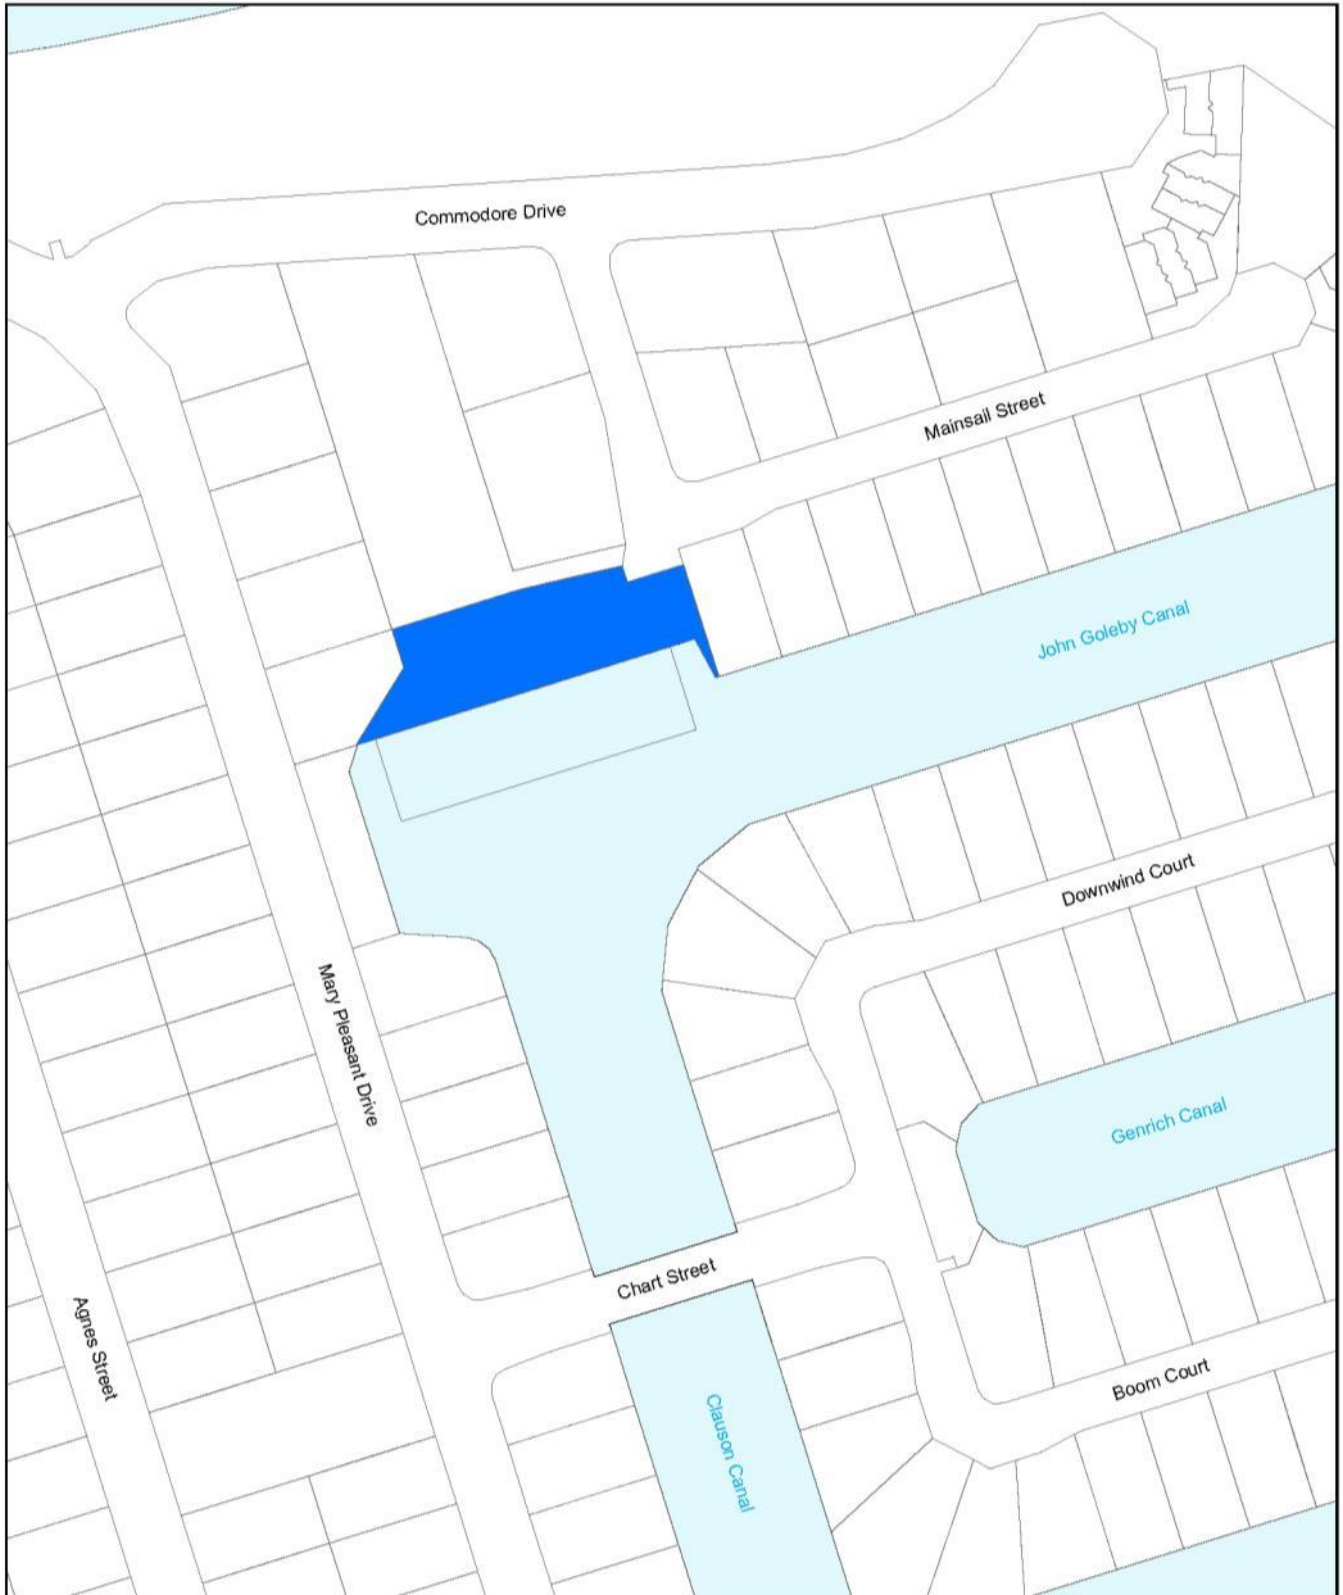 Commodore Drive
Mainsail Street
John Goleby Canal
Downwind Court
Mary Pleasant Drive
Genrich Canal
Chart Street
Agnes Street
Boom Court
Clauson Canal